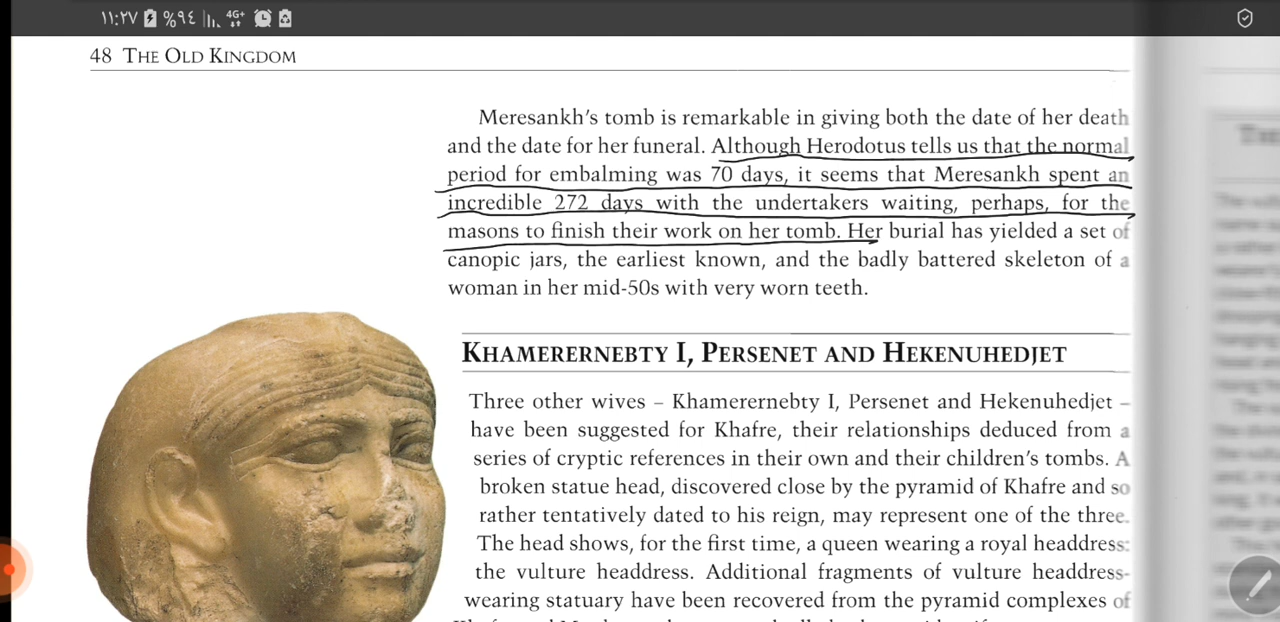 ١١:٢٧ %٩٤ 4G+
48 THE OLD KINGDOM
Meresankh's tomb is remarkable in giving both the date of her death
and the date for her funeral. Although Herodotus tells us that the normal
period for embalming was 70 days, it seems that Meresankh spent an
incredible 272 days with the undertakers waiting, perhaps, for the
masons to finish their work on her tomb. Her burial has yielded a set of
canopic jars, the earliest known, and the badly battered skeleton of a
woman in her mid-50s with very worn teeth.
KHAMERERNEBTY I, PERSENET AND HEKENUHEDJET
Three other wives – Khamerernebty I, Persenet and Hekenuhedjet –
have been suggested for Khafre, their relationships deduced from a
series of cryptic references in their own and their children's tombs. A
broken statue head, discovered close by the pyramid of Khafre and so
rather tentatively dated to his reign, may represent one of the three.
The head shows, for the first time, a queen wearing a royal headdress:
the vulture headdress. Additional fragments of vulture headdress-
wearing statuary have been recovered from the pyramid complexes of